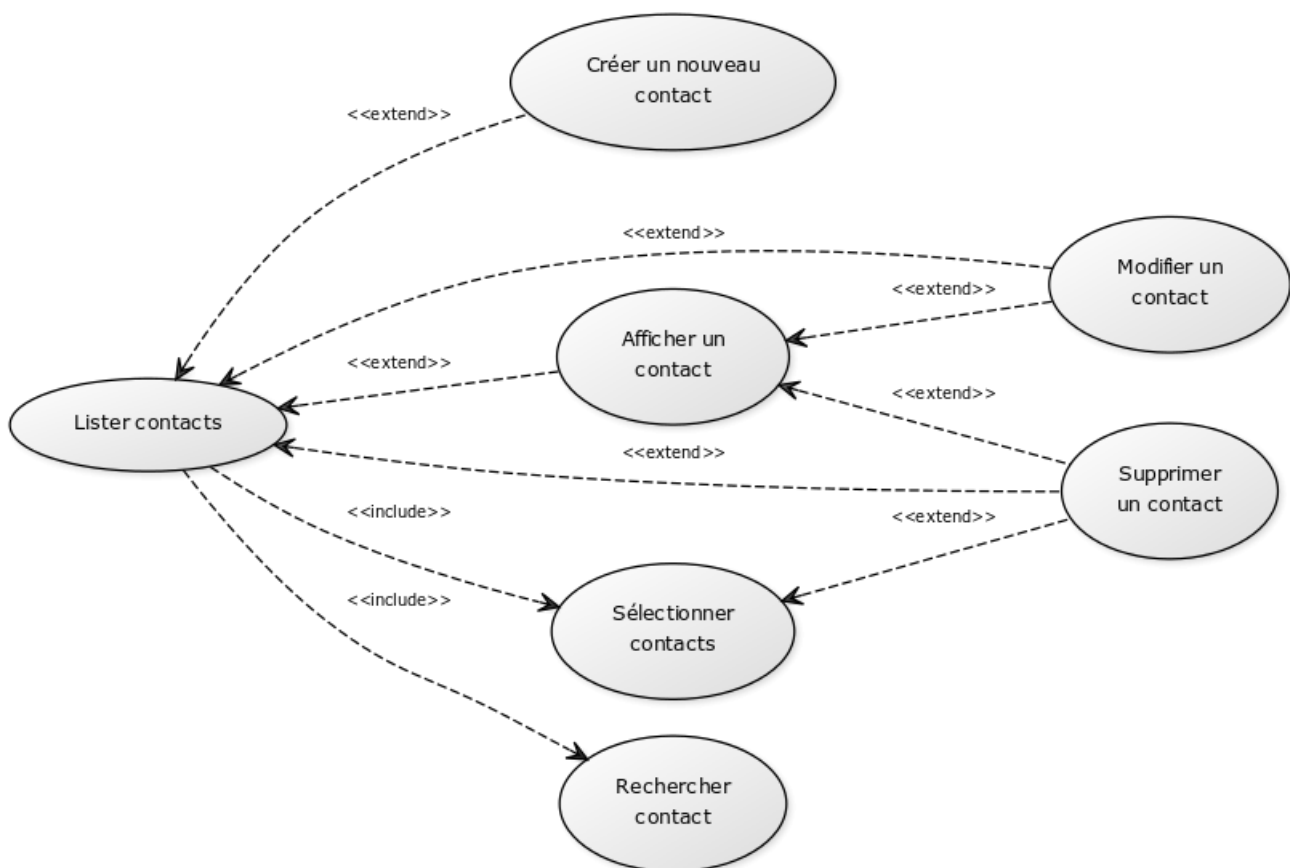 Créer un nouveau
contact
<<extend>>
<<extend>>
Modifier un
contact
<<extend>>
Afficher un
contact
<<extend>>
<<extend>>
Lister contacts
<<extend>>
Supprimer
un contact
<<include>>
<<extend>>
<<include>>
Sélectionner
contacts
Rechercher
contact